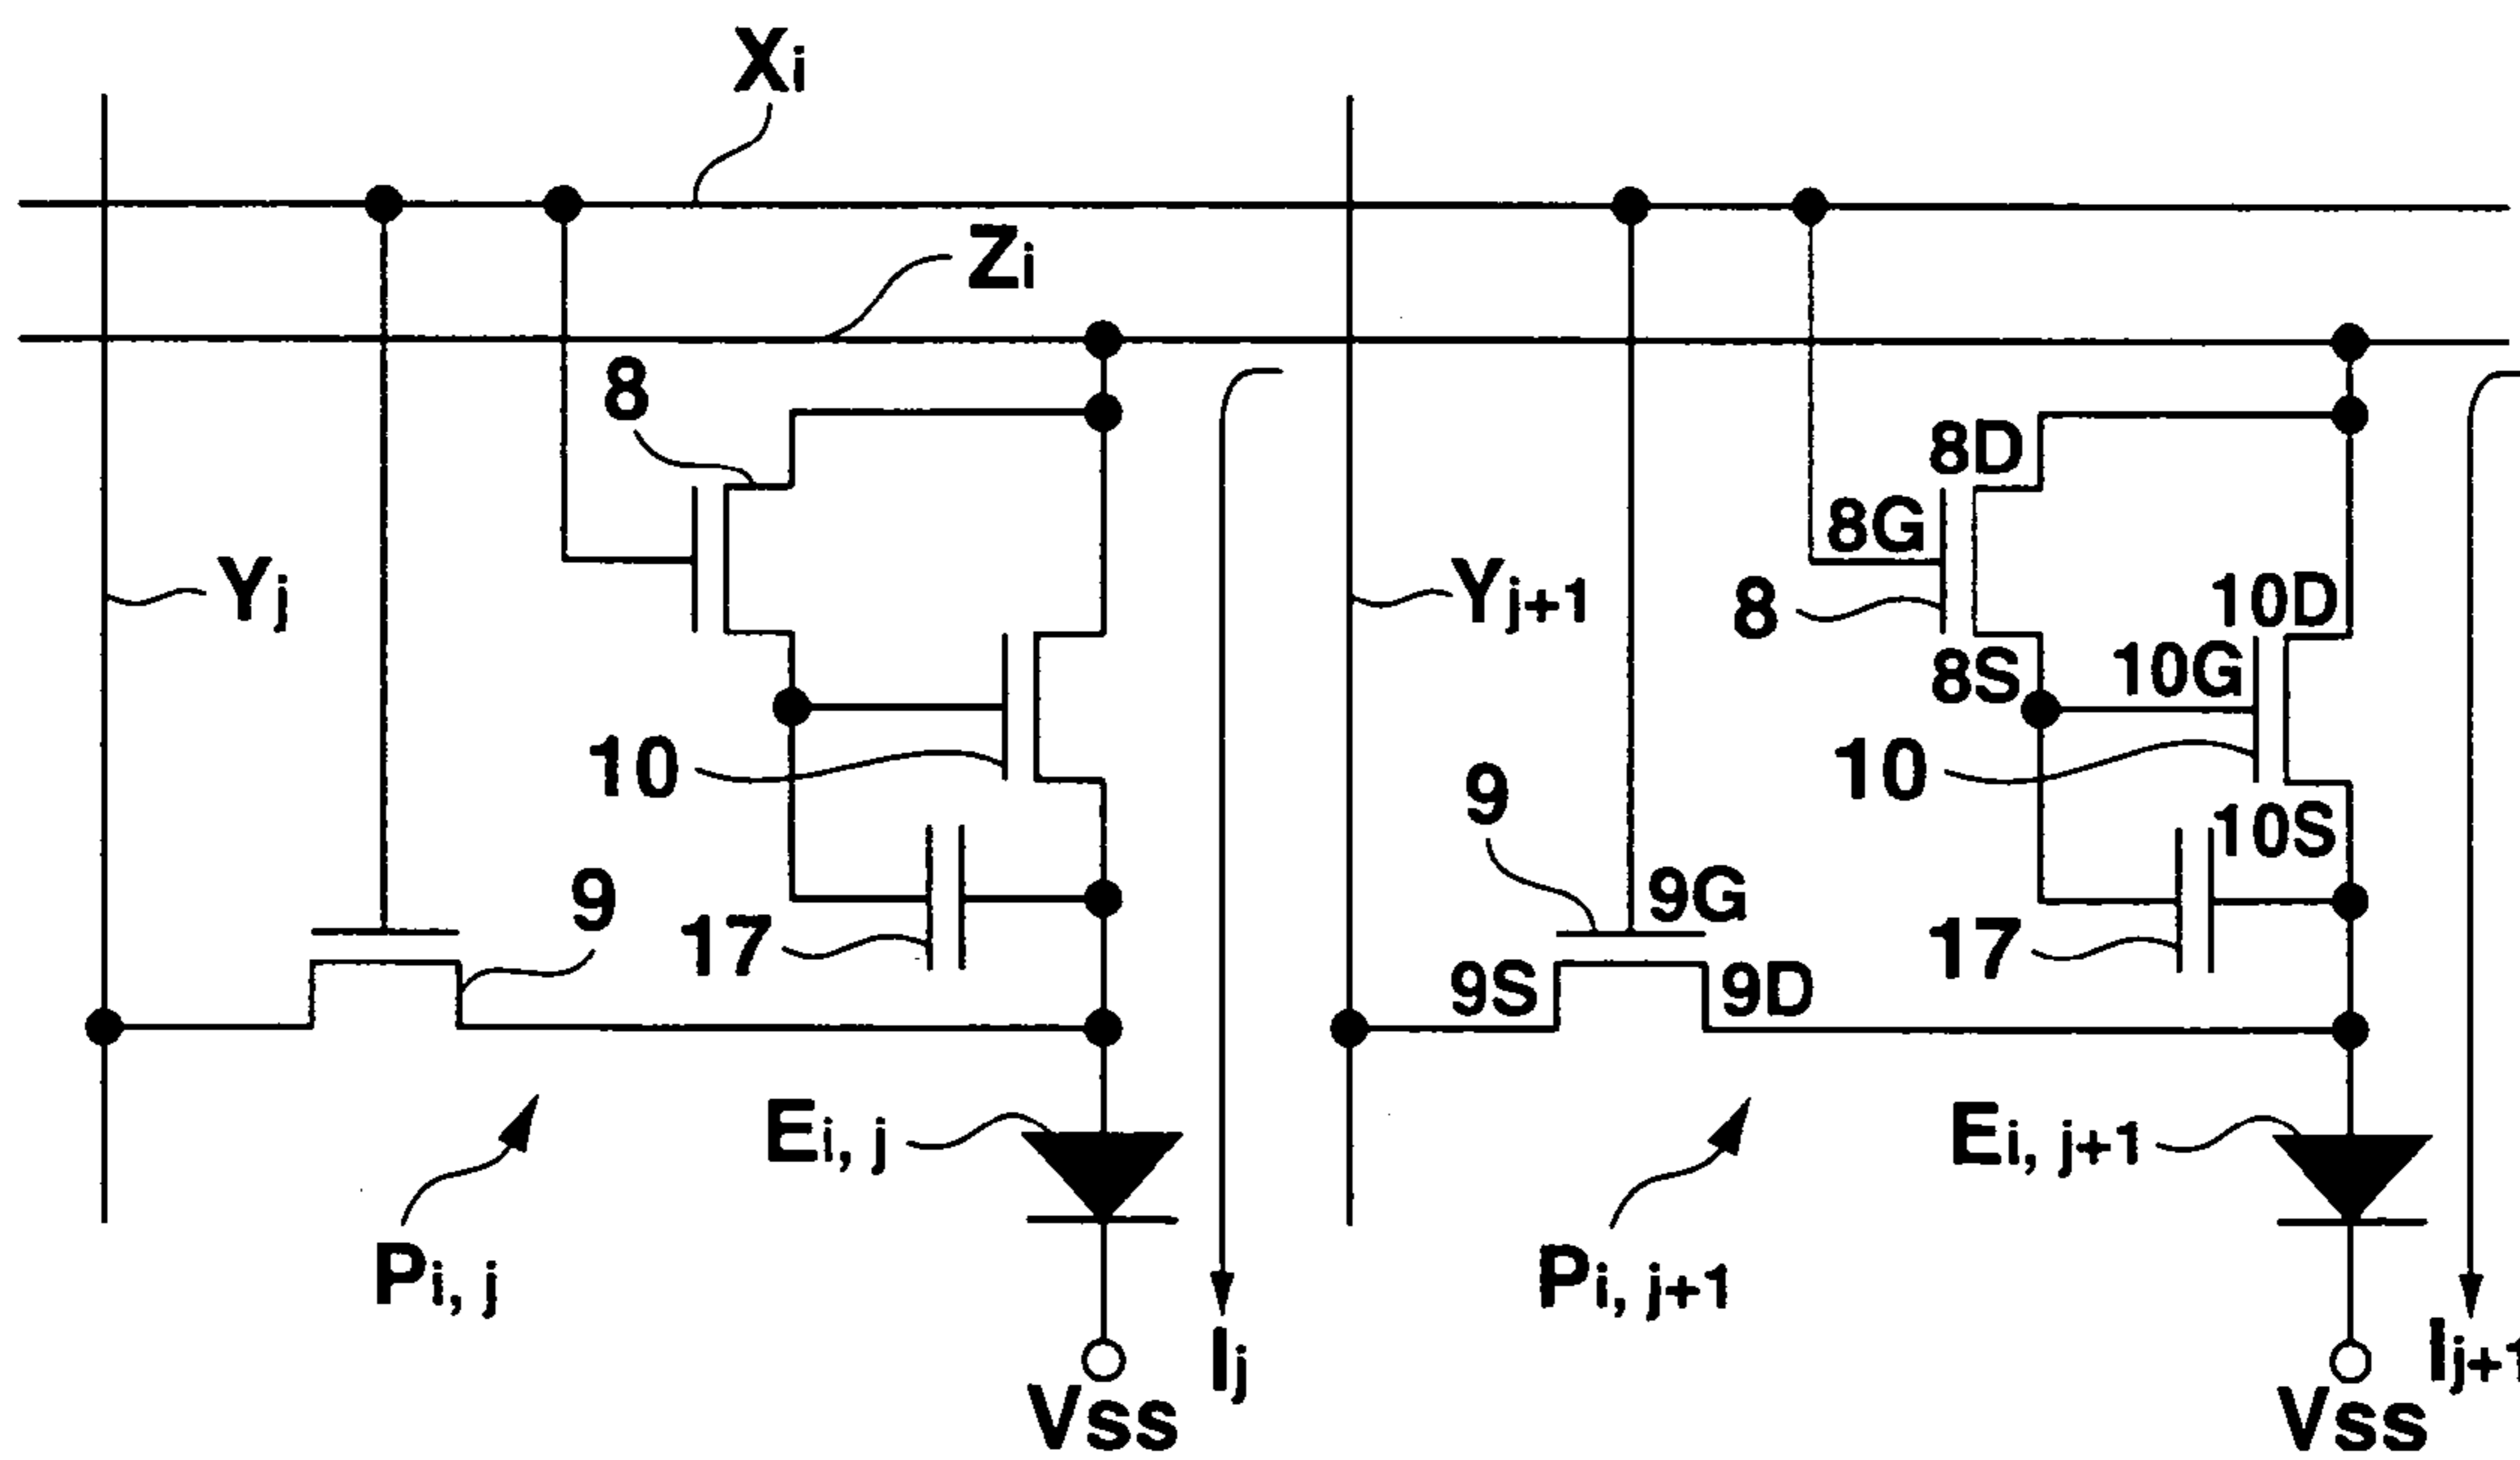 Xi
Zi
8
8D
8G
Yj
Yj+1
8
10D
8S
10G
10
10
9
10S
9
9G
17
17
9S
9D
Ei, j
Ei, j+1
Pi, j
Pi, j+1
Ij
Ij+1
VSS
VSS